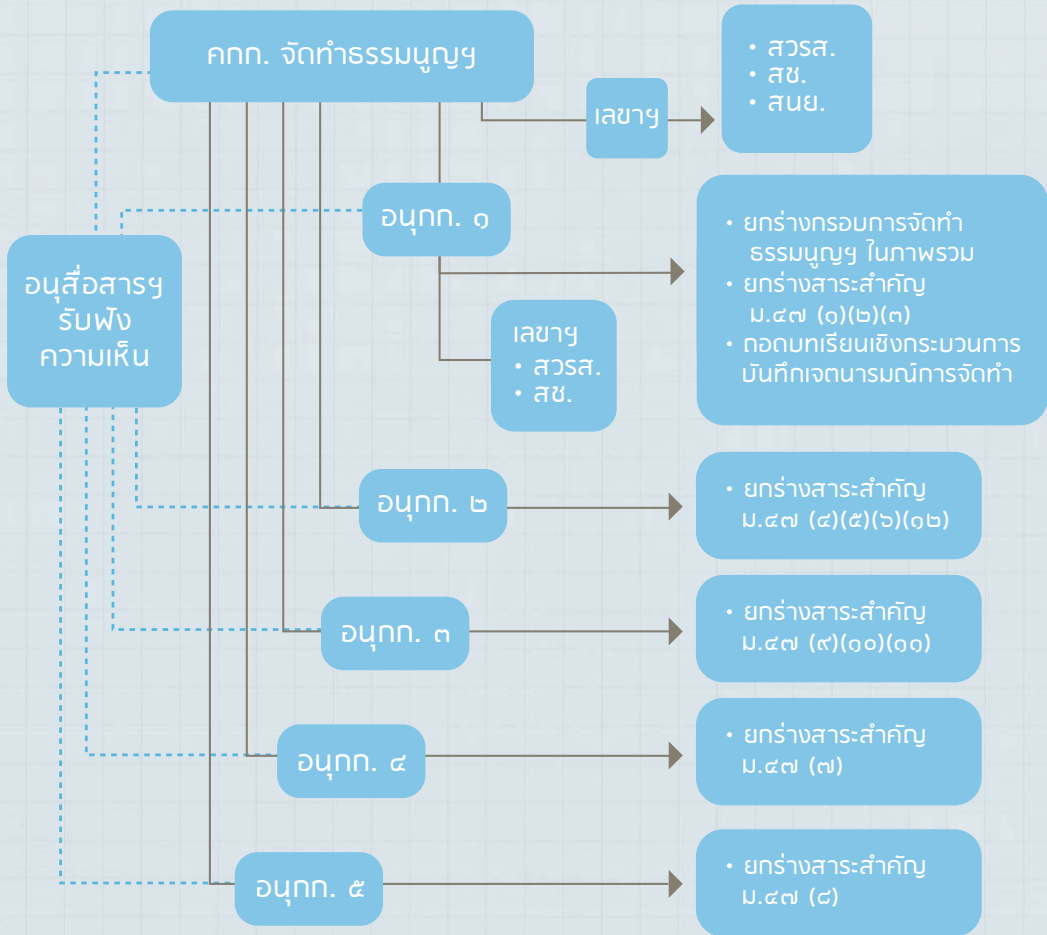 คกก. จัดทำธรรมนูญฯ
• สวรส.
• สช.
• สนย.
เลขาฯ
อนุกก. ๑
• ยกร่างกรอบการจัดทำ
ธรรมนูญฯ ในภาพรวม
• ยกร่างสาระสำคัญ
ม.๔๗ (๑)(๒)(๓)
• ถอดบทเรียนเชิงกระบวนการ
บันทึกเจตนารมณ์การจัดทำ
อนุสื่อสารฯ
รับฟัง
ความเห็น
เลขาฯ
• สวรส.
• สช.
อนุกก. ๒
• ยกร่างสาระสำคัญ
ม.๔๗ (๔)(๕)(๖)(๑๒)
อนุกก. ๓
• ยกร่างสาระสำคัญ
ม.๔๗ (๙)(๑๐)(๑๑)
อนุกก. ๔
• ยกร่างสาระสำคัญ
ม.๔๗ (๗)
อนุกก. ๕
• ยกร่างสาระสำคัญ
ม.๔๗ (๘)